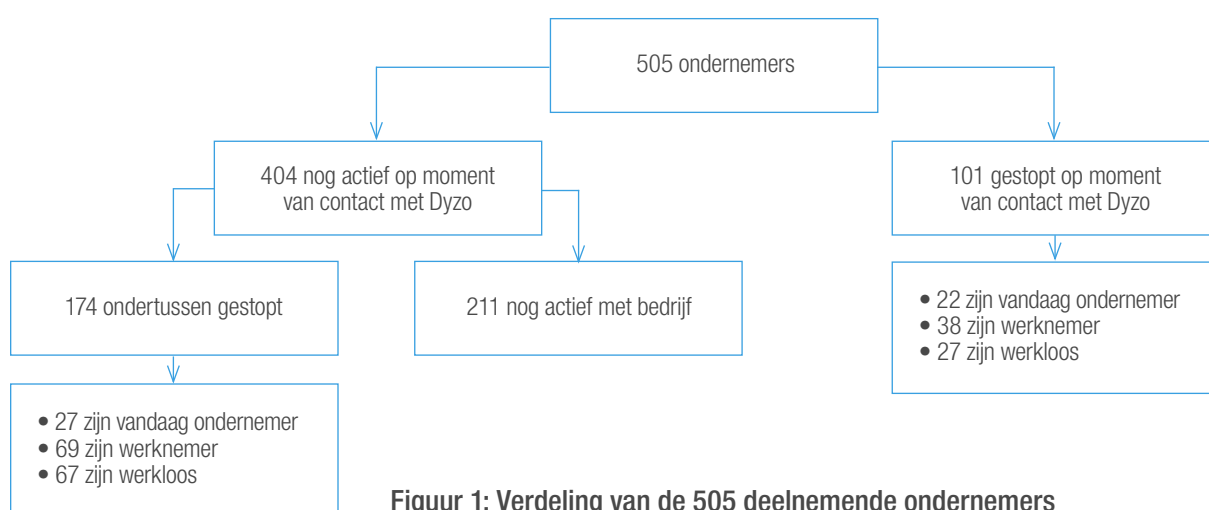 505 ondernemers
404 nog actief op moment
van contact met Dyzo
101 gestopt op moment
van contact met Dyzo
174 ondertussen gestopt
211 nog actief met bedrijf
• 22 zijn vandaag ondernemer
• 38 zijn werknemer
• 27 zijn werkloos
• 27 zijn vandaag ondernemer
• 69 zijn werknemer
• 67 zijn werkloos
Figuur 1: Verdeling van de 505 deelnemende ondernemers